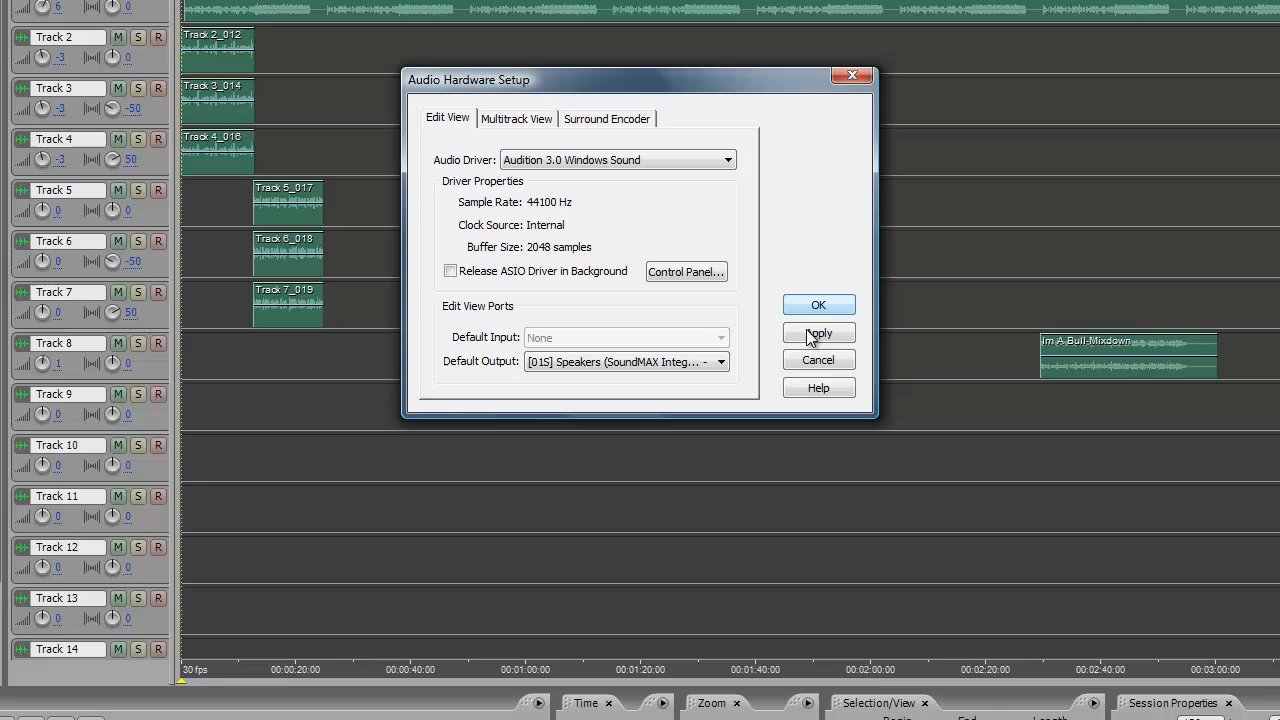 6 0
Track 2 M S R
-3 0
Track 2_012
Track 3 M S R
-3 -50
Track 3_014
Track 4 M S R
-3 50
Track 4_016
Track 5 M S R
0 0
Track 5_017
Track 6 M S R
0 -50
Track 6_018
Track 7 M S R
0 50
Track 7_019
Track 8 M S R
1 0
Im A Bull-Mixdown
Track 9 M S R
0 0
Track 10 M S R
0 0
Track 11 M S R
0 0
Track 12 M S R
0 0
Track 13 M S R
0 0
Track 14 M S R
Audio Hardware Setup
Edit View Multitrack View Surround Encoder
Audio Driver: Audition 3.0 Windows Sound
Driver Properties
Sample Rate: 44100 Hz
Clock Source: Internal
Buffer Size: 2048 samples
Release ASIO Driver in Background Control Panel...
Edit View Ports
Default Input: None
Default Output: [01S] Speakers (SoundMAX Integ... -
OK
Apply
Cancel
Help
30 fps 00:00:20:00 00:00:40:00 00:01:00:00 00:01:20:00 00:01:40:00 00:02:00:00 00:02:20:00 00:02:40:00 00:03:00:00
Time Zoom Selection/View Session Properties
Begin End Length